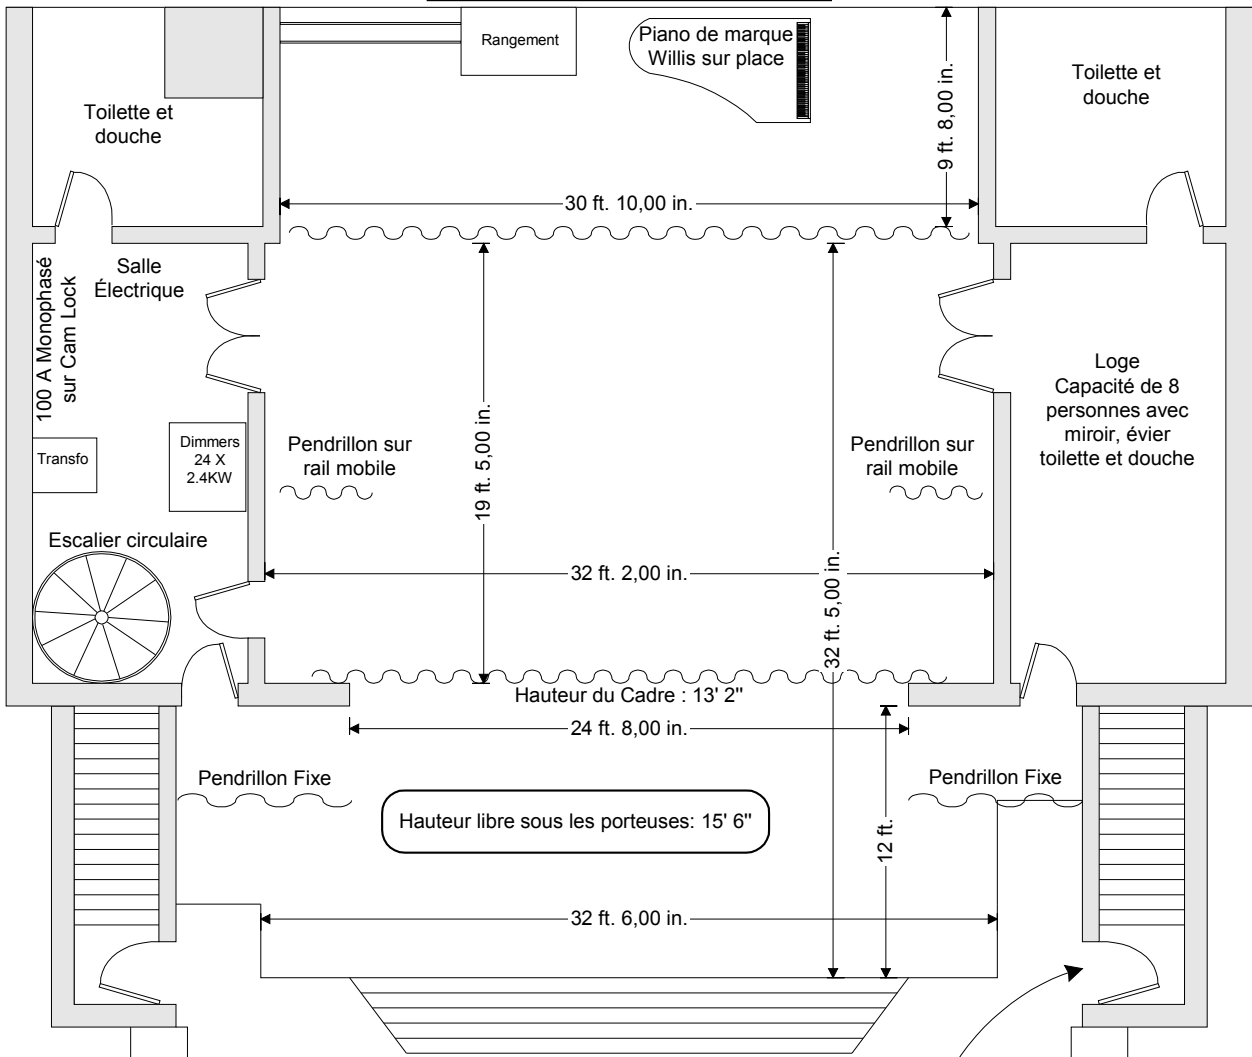 Rangement
Piano de marque
Willis sur place
Toilette et
douche
Toilette et
douche
9 ft. 8,00 in.
30 ft. 10,00 in.
Salle
Électrique
100 A Monophasé
sur Cam Lock
Loge
Capacité de 8
personnes avec
miroir, évier
toilette et douche
Transfo
Dimmers
24 X
2.4KW
Pendrillon sur
rail mobile
19 ft. 5,00 in.
Pendrillon sur
rail mobile
Escalier circulaire
32 ft. 2,00 in.
32 ft. 5,00 in.
Hauteur du Cadre : 13' 2"
24 ft. 8,00 in.
Pendrillon Fixe
Pendrillon Fixe
Hauteur libre sous les porteuses: 15' 6"
12 ft.
32 ft. 6,00 in.